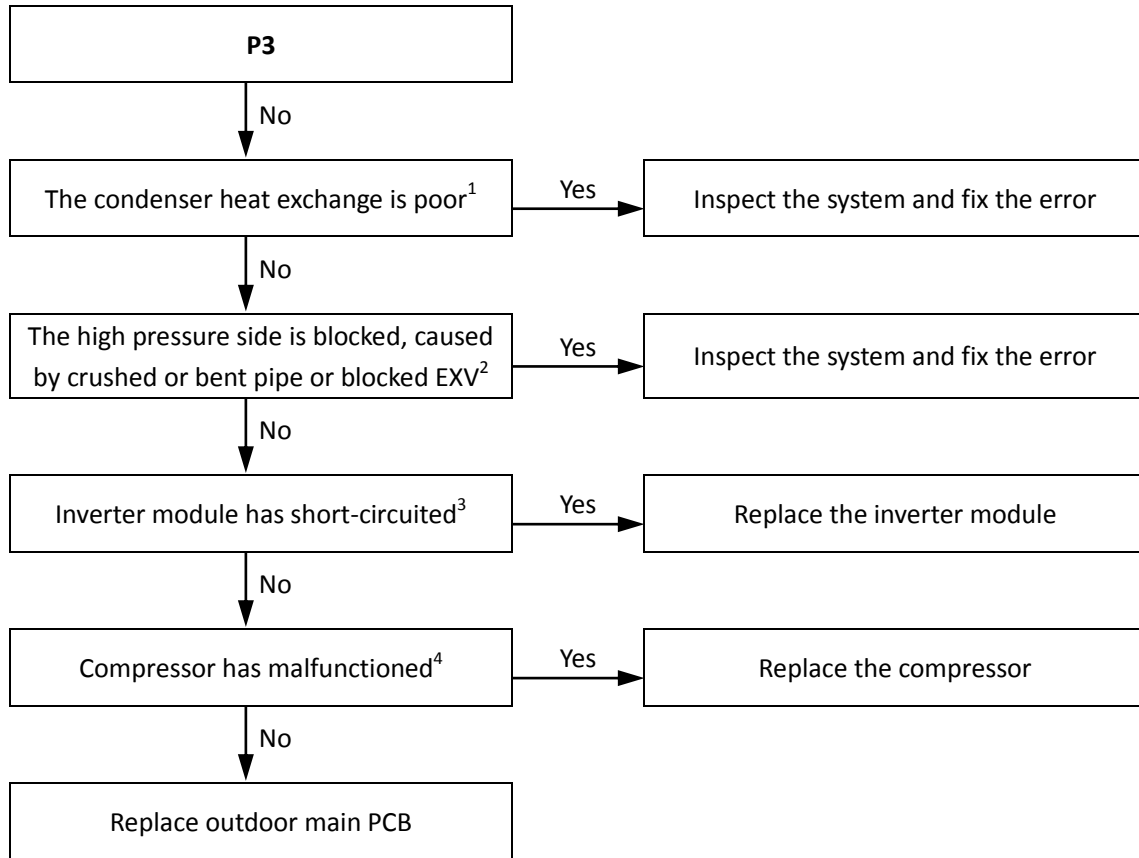 P3
No
The condenser heat exchange is poor1
Yes
Inspect the system and fix the error
No
The high pressure side is blocked, caused
by crushed or bent pipe or blocked EXV2
Yes
Inspect the system and fix the error
No
Inverter module has short-circuited3
Yes
Replace the inverter module
No
Compressor has malfunctioned4
Yes
Replace the compressor
No
Replace outdoor main PCB